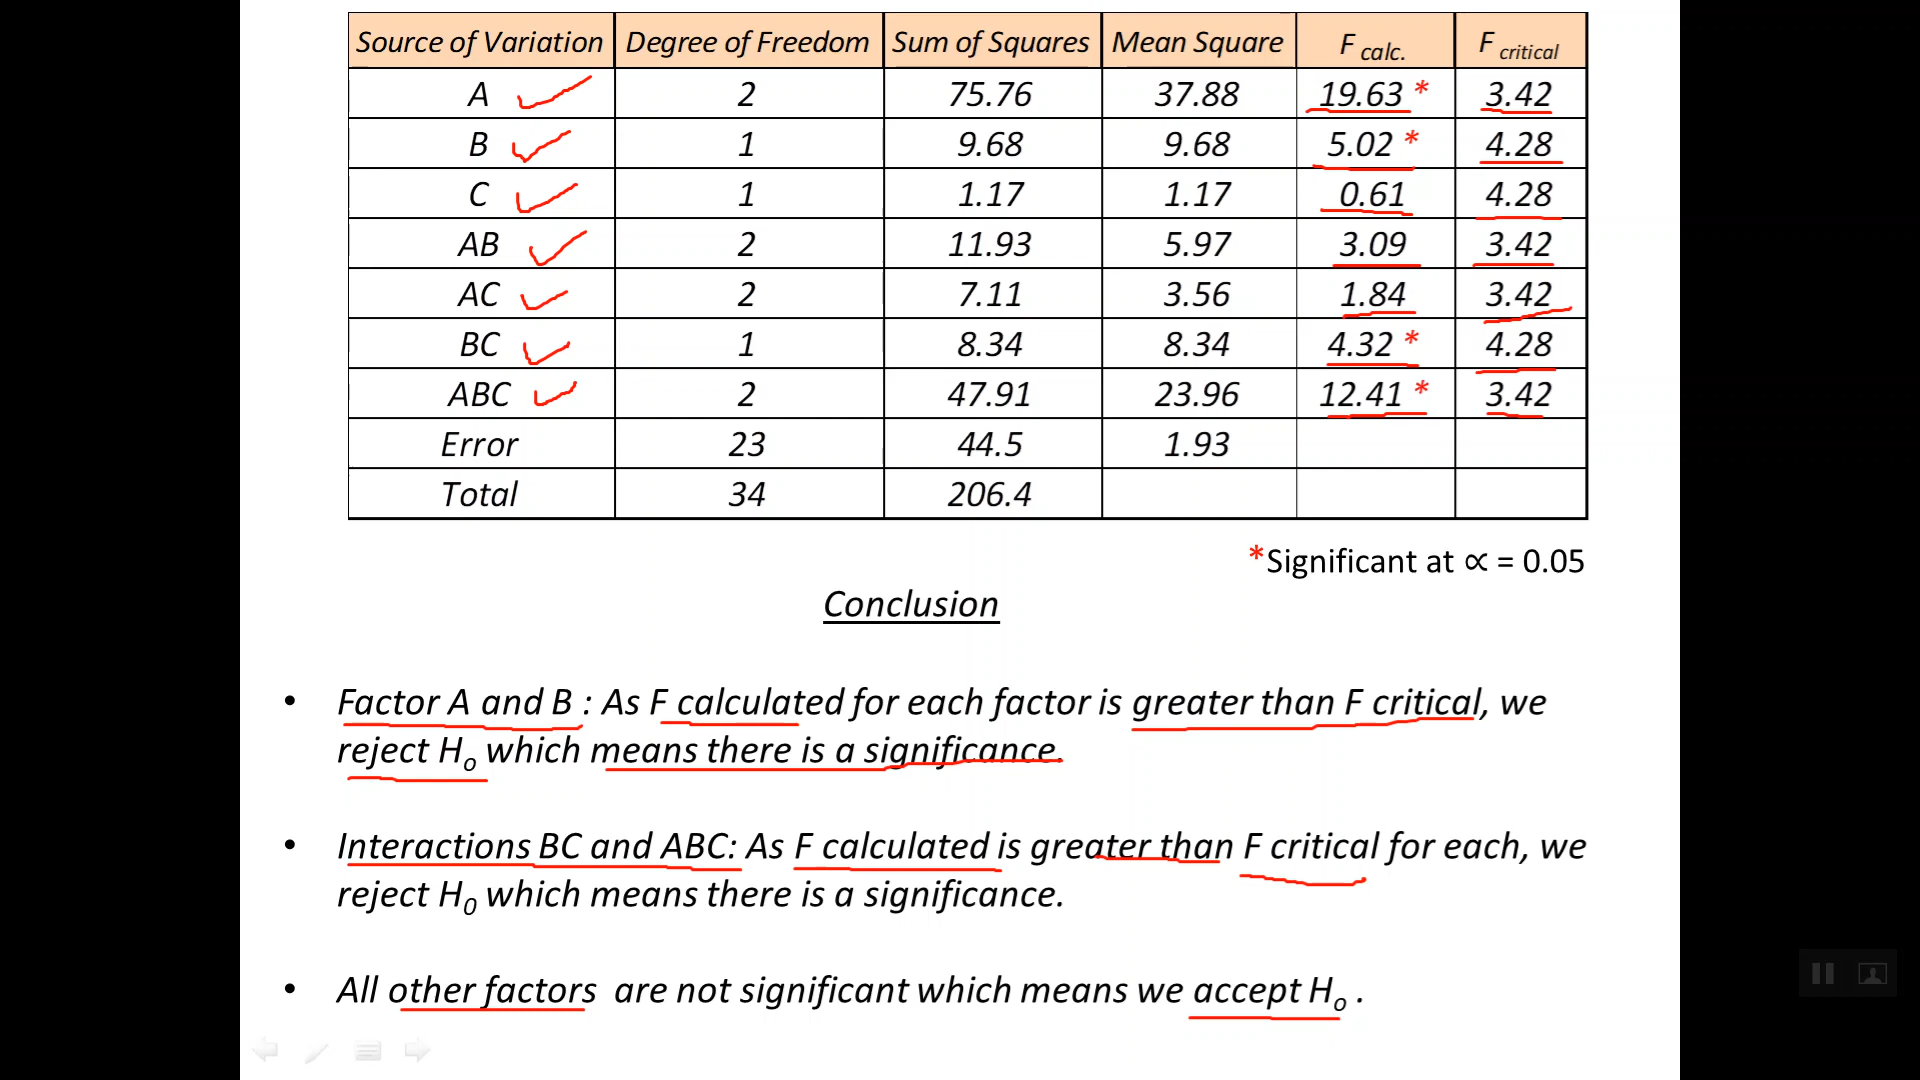 Source of Variation Degree of Freedom Sum of Squares Mean Square F calc. F critical
A 2 75.76 37.88 19.63 * 3.42
B 1 9.68 9.68 5.02 * 4.28
C 1 1.17 1.17 0.61 4.28
AB 2 11.93 5.97 3.09 3.42
AC 2 7.11 3.56 1.84 3.42
BC 1 8.34 8.34 4.32 * 4.28
ABC 2 47.91 23.96 12.41 * 3.42
Error 23 44.5 1.93
Total 34 206.4
*Significant at ∝ = 0.05
Conclusion
• Factor A and B : As F calculated for each factor is greater than F critical, we
reject Ho which means there is a significance.
• Interactions BC and ABC: As F calculated is greater than F critical for each, we
reject H0 which means there is a significance.
• All other factors are not significant which means we accept Ho .